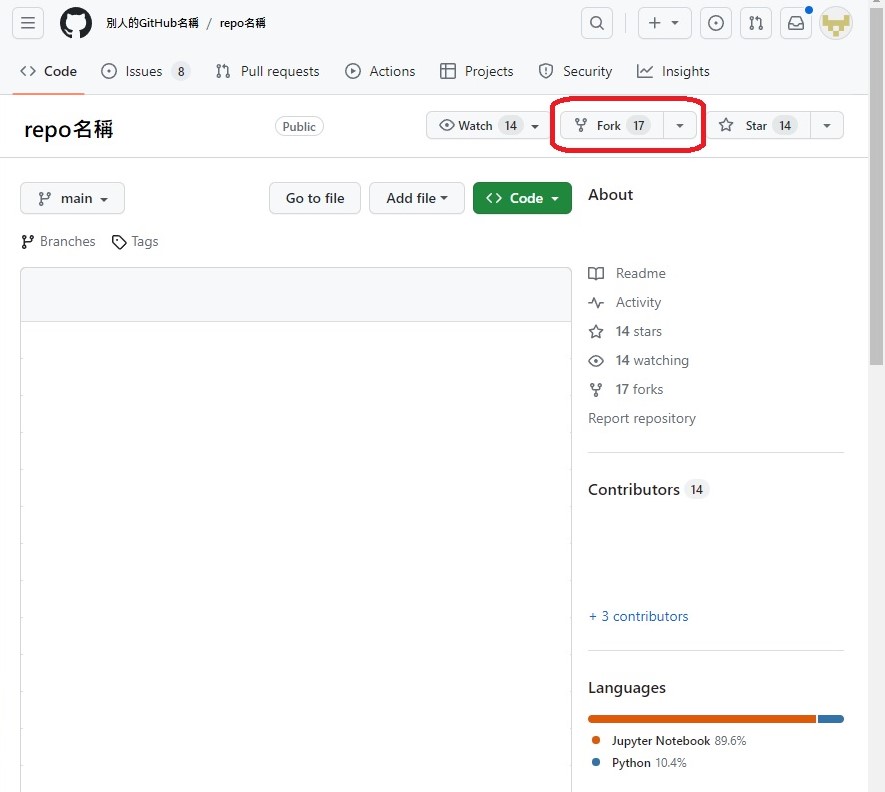 別人的GitHub名稱 / repo名稱
Code Issues 8 Pull requests Actions Projects Security Insights
repo名稱 Public Watch 14 Fork 17 Star 14
main Go to file Add file Code
About
Branches Tags
Readme
Activity
14 stars
14 watching
17 forks
Report repository
Contributors 14
+ 3 contributors
Languages
Jupyter Notebook 89.6%
Python 10.4%